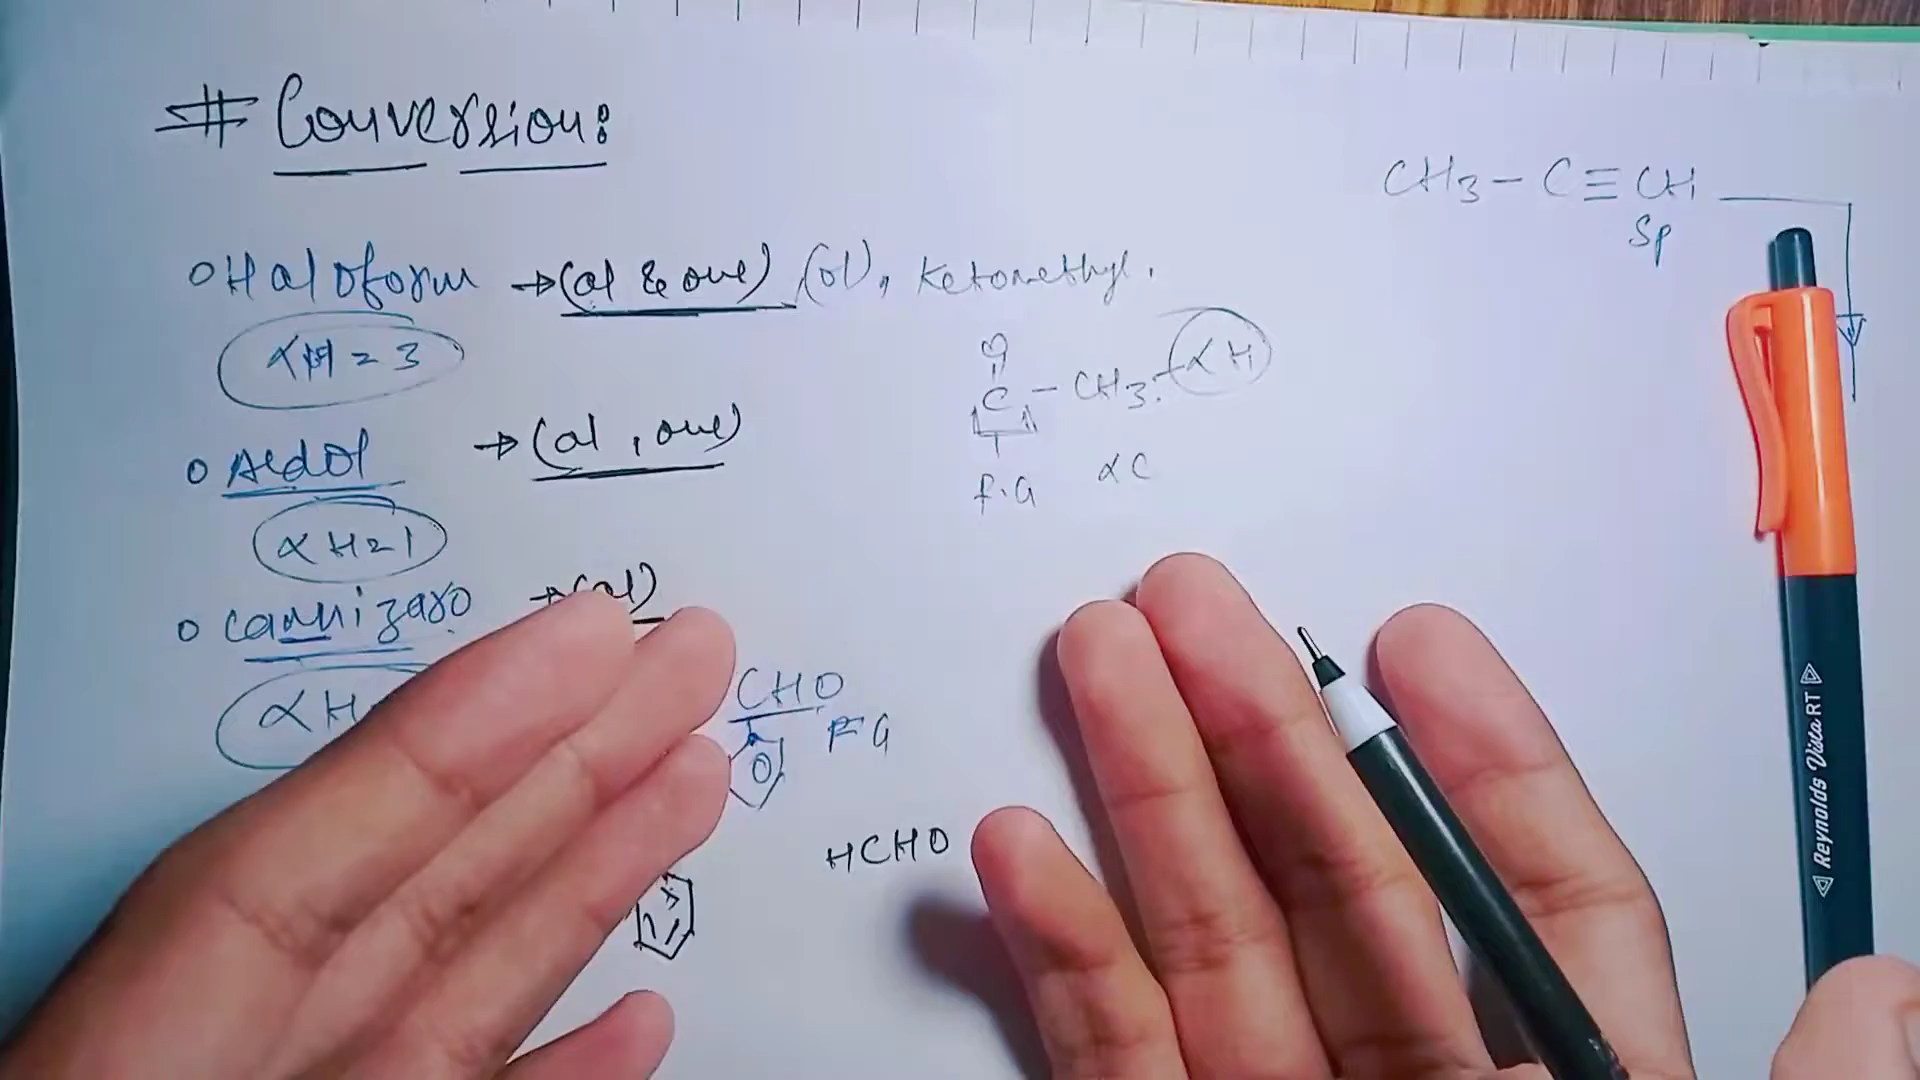 # Conversion:
CH3 - C ≡ CH
Sp
○ Haloform → (al & one) (ol), Ketomethyl.
αH = 3
O
C - CH3. - αH
F.G αC
○ Aldol → (al, one)
αH = 1
○ Cannizaro → (al)
αH
CHO
FG
O
HCHO
Reynolds Vista RT